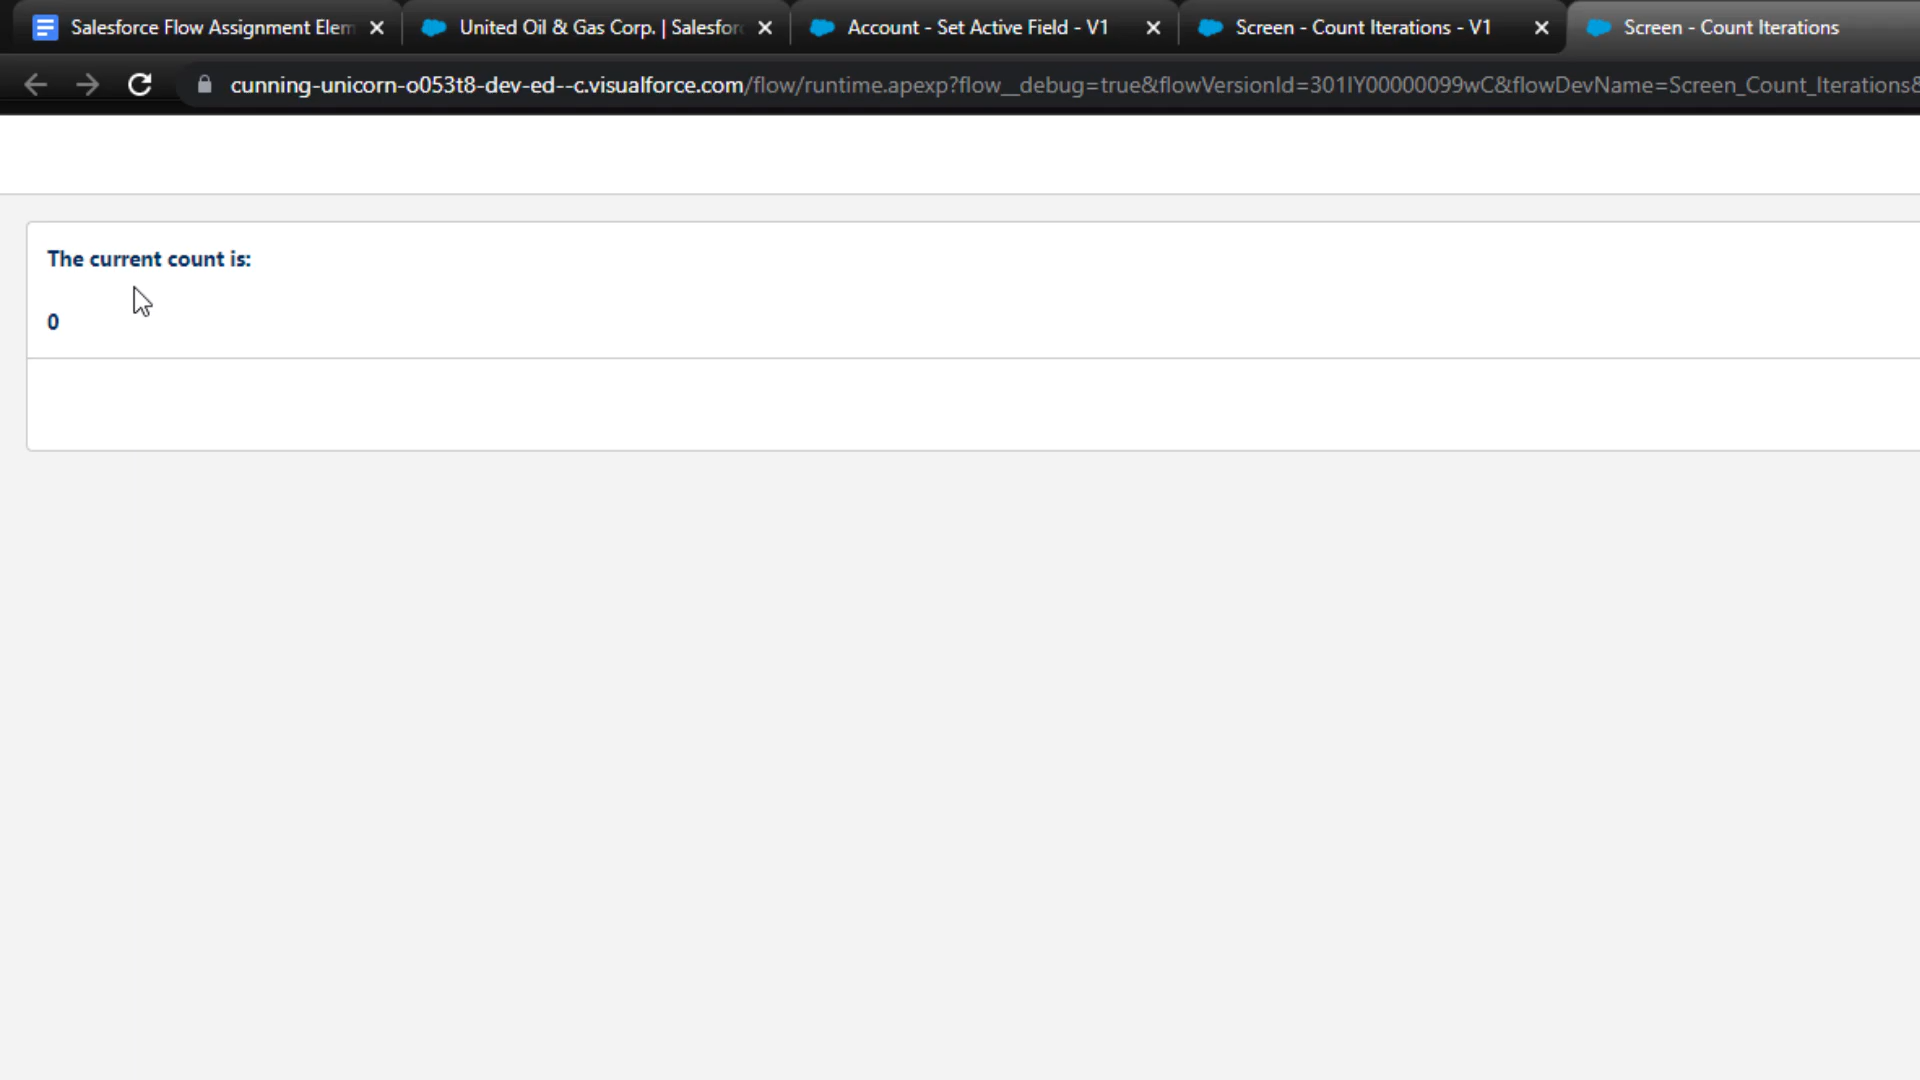 Salesforce Flow Assignment Elem
United Oil & Gas Corp. | Salesforc
Account - Set Active Field - V1
Screen - Count Iterations - V1
Screen - Count Iterations
cunning-unicorn-o053t8-dev-ed--c.visualforce.com/flow/runtime.apexp?flow__debug=true&flowVersionId=301IY00000099wC&flowDevName=Screen_Count_Iterations&
The current count is:
0